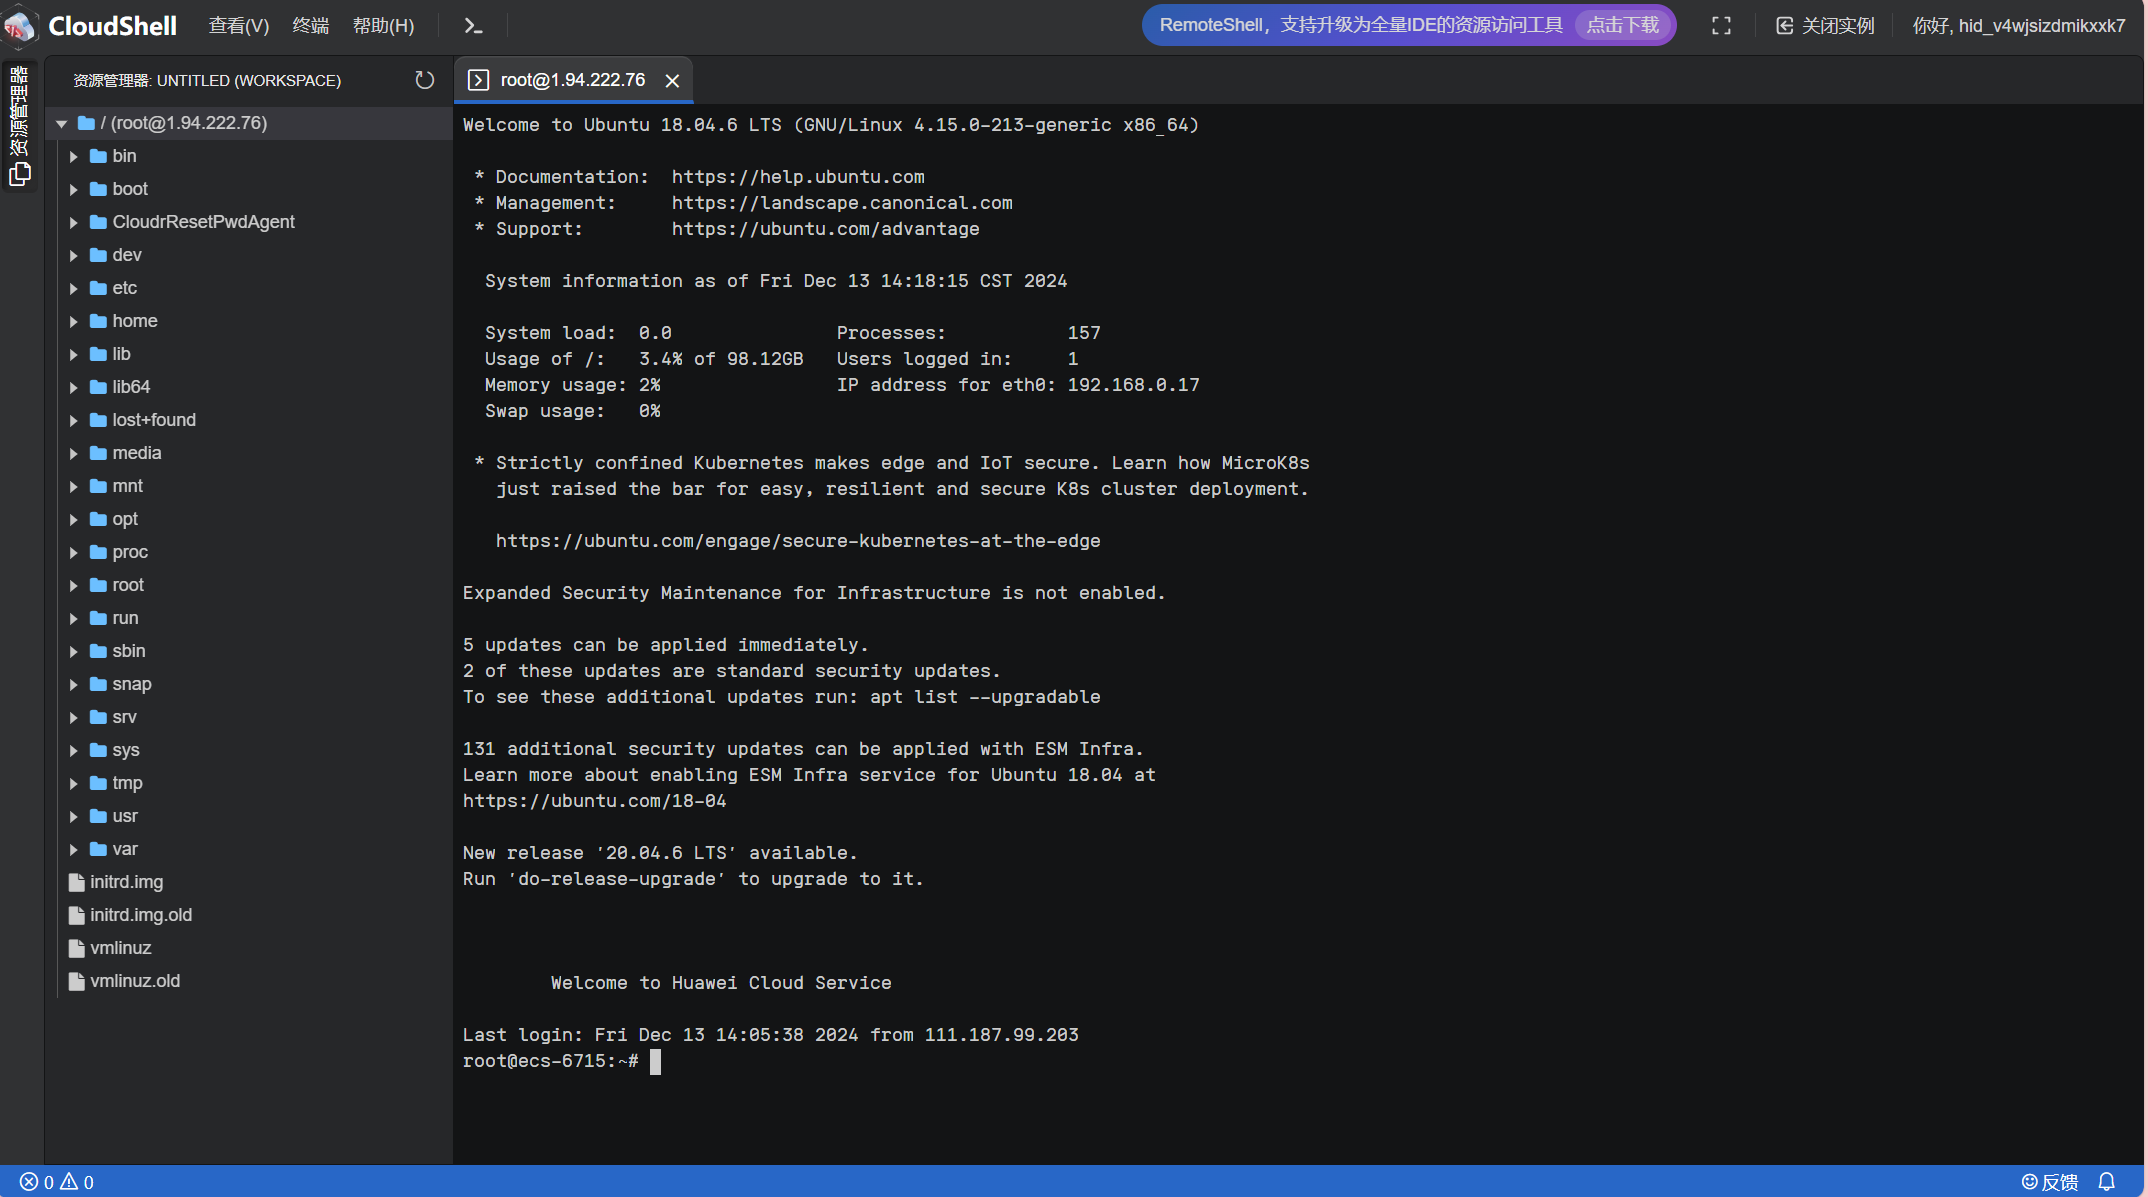 CloudShell 查看(V) 终端 帮助(H) RemoteShell，支持升级为全量IDE的资源访问工具 点击下载 关闭实例 你好, hid_v4wjsizdmikxxk7
资源管理器
资源管理器: UNTITLED (WORKSPACE)
/ (root@1.94.222.76)
bin
boot
CloudrResetPwdAgent
dev
etc
home
lib
lib64
lost+found
media
mnt
opt
proc
root
run
sbin
snap
srv
sys
tmp
usr
var
initrd.img
initrd.img.old
vmlinuz
vmlinuz.old
root@1.94.222.76
Welcome to Ubuntu 18.04.6 LTS (GNU/Linux 4.15.0-213-generic x86_64)
* Documentation:  https://help.ubuntu.com
* Management:     https://landscape.canonical.com
* Support:        https://ubuntu.com/advantage
System information as of Fri Dec 13 14:18:15 CST 2024
System load:  0.0               Processes:           157
Usage of /:   3.4% of 98.12GB   Users logged in:     1
Memory usage: 2%                IP address for eth0: 192.168.0.17
Swap usage:   0%
* Strictly confined Kubernetes makes edge and IoT secure. Learn how MicroK8s
just raised the bar for easy, resilient and secure K8s cluster deployment.
https://ubuntu.com/engage/secure-kubernetes-at-the-edge
Expanded Security Maintenance for Infrastructure is not enabled.
5 updates can be applied immediately.
2 of these updates are standard security updates.
To see these additional updates run: apt list --upgradable
131 additional security updates can be applied with ESM Infra.
Learn more about enabling ESM Infra service for Ubuntu 18.04 at
https://ubuntu.com/18-04
New release '20.04.6 LTS' available.
Run 'do-release-upgrade' to upgrade to it.
Welcome to Huawei Cloud Service
Last login: Fri Dec 13 14:05:38 2024 from 111.187.99.203
root@ecs-6715:~#
0 0 反馈